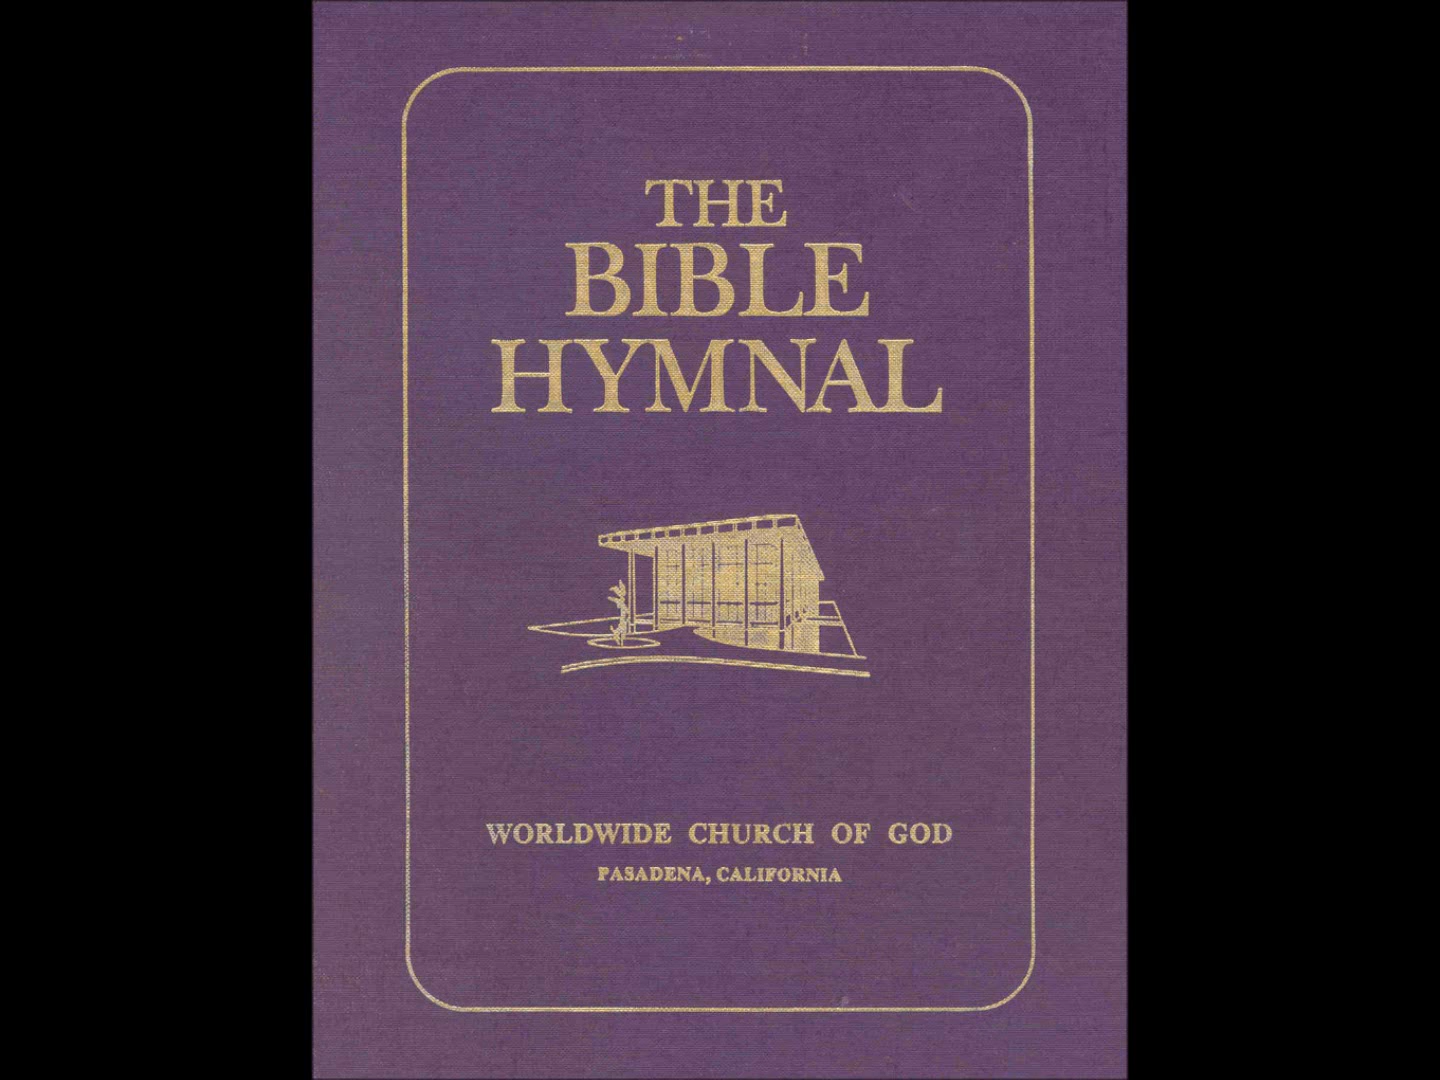 THE
BIBLE
HYMNAL
WORLDWIDE CHURCH OF GOD
PASADENA, CALIFORNIA